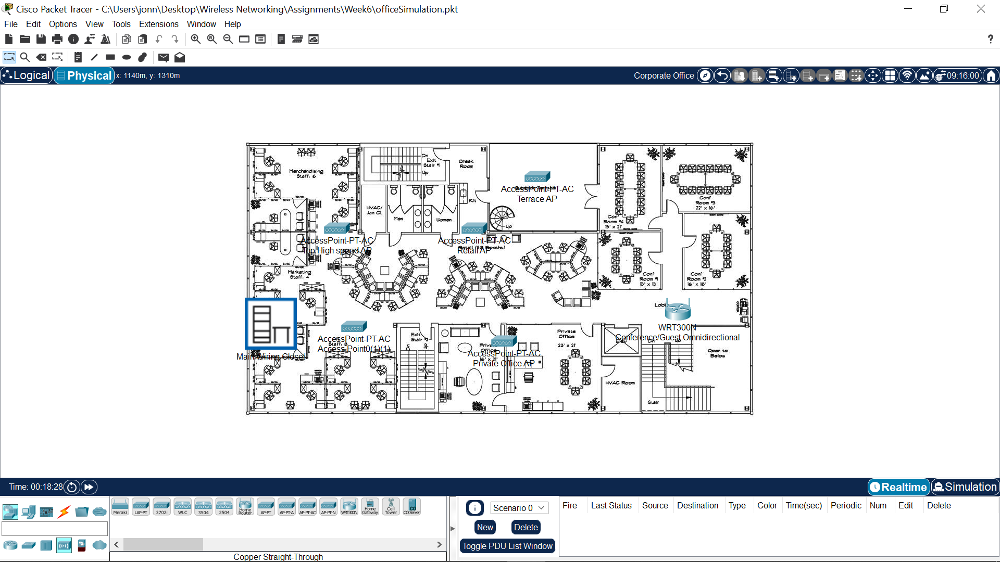 Cisco Packet Tracer - C:\Users\jonn\Desktop\Wireless Networking\Assignments\Week6\officeSimulation.pkt
File Edit Options View Tools Extensions Window Help
?
Logical Physical x: 1140m, y: 1310m Corporate Office 09:16:00
Merchandising
Staff: 6
Dn
Exit
Stair #1
Up
Break
Room
HVAC/
Jan Cl.
Men
Women
Kit
AccessPoint-PT-AC
Terrace AP
Up
Conf
Room #4
15' x 21'
Conf
Room #3
22' x 16'
AccessPoint-PT-AC
Top High speed AP
AccessPoint-PT-AC
Retail AP
Marketing
Staff: 4
Conf
Room #1
15' x 15'
Conf
Room #2
16' x 18'
WRT300N
Conference/Guest Omnidirectional
Main Wiring Closet
AccessPoint-PT-AC
Access Point0(1)(1)
Staff: 8
Exit
Stair #2
Dn
Up
AccessPoint-PT-AC
Private Office AP
16' x 21'
Private
Office
23' x 21'
Elev
Dn
Up
Open to
Below
HVAC Room
Stair
Time: 00:18:28 Realtime Simulation
Meraki LAP-PT 3702i WLC 3504 2504 Home Router AP-PT AP-PT-A AP-PT-AC AP-PT-N WRT300N Home Gateway Cell Tower CO Server
Copper Straight-Through
Scenario 0
New Delete
Toggle PDU List Window
Fire Last Status Source Destination Type Color Time(sec) Periodic Num Edit Delete